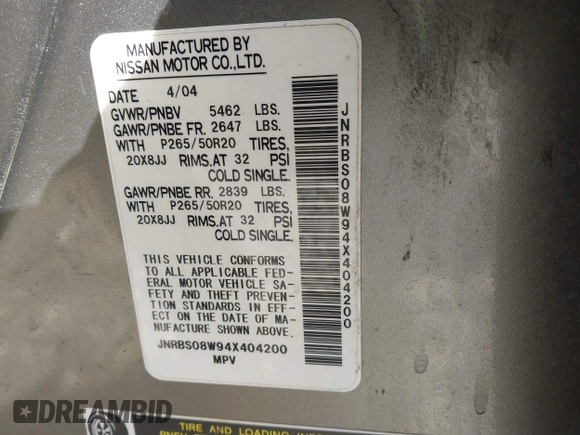 MANUFACTURED BY
NISSAN MOTOR CO.,LTD.
DATE 4/04
GVWR/PNBV 5462 LBS.
GAWR/PNBE FR. 2647 LBS.
WITH P265/50R20 TIRES,
20X8JJ RIMS.AT 32 PSI
COLD SINGLE.
GAWR/PNBE RR. 2839 LBS.
WITH P265/50R20 TIRES,
20X8JJ RIMS.AT 32 PSI
COLD SINGLE.
THIS VEHICLE CONFORMS
TO ALL APPLICABLE FED-
ERAL MOTOR VEHICLE SA-
FETY AND THEFT PREVEN-
TION STANDARDS IN EFF-
ECT ON THE DATE OF MA-
NUFACTURE SHOWN ABOVE.
JNRBS08W94X404200
MPV
JNRBS08W94X404200
TIRE AND LOADING
DREAMBID